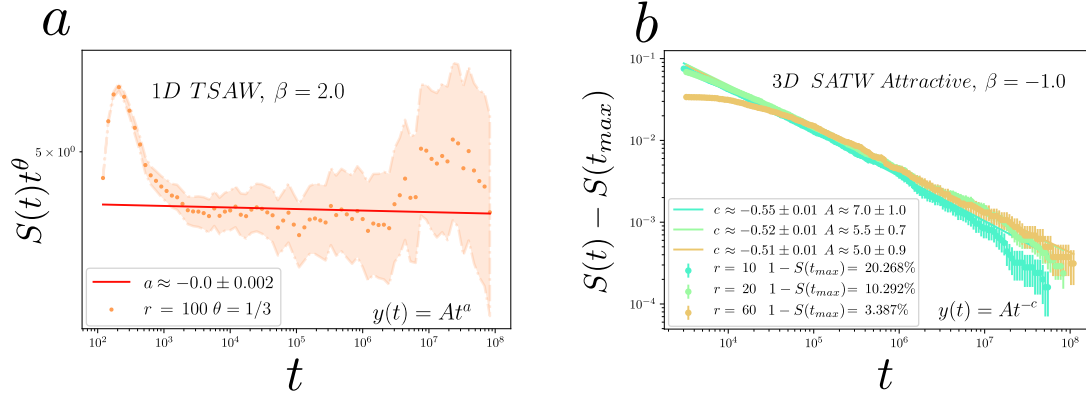 a
1D TSAW, β = 2.0
5 × 10⁰
S(t)t^θ
a ≈ −0.0 ± 0.002
r = 100 θ = 1/3
y(t) = At^a
10² 10³ 10⁴ 10⁵ 10⁶ 10⁷ 10⁸
t
b
3D SATW Attractive, β = −1.0
S(t) − S(t_max)
10⁻¹
10⁻²
10⁻³
10⁻⁴
c ≈ −0.55 ± 0.01 A ≈ 7.0 ± 1.0
c ≈ −0.52 ± 0.01 A ≈ 5.5 ± 0.7
c ≈ −0.51 ± 0.01 A ≈ 5.0 ± 0.9
r = 10 1 − S(t_max) = 20.268%
r = 20 1 − S(t_max) = 10.292%
r = 60 1 − S(t_max) = 3.387%
y(t) = At^−c
10⁴ 10⁵ 10⁶ 10⁷ 10⁸
t